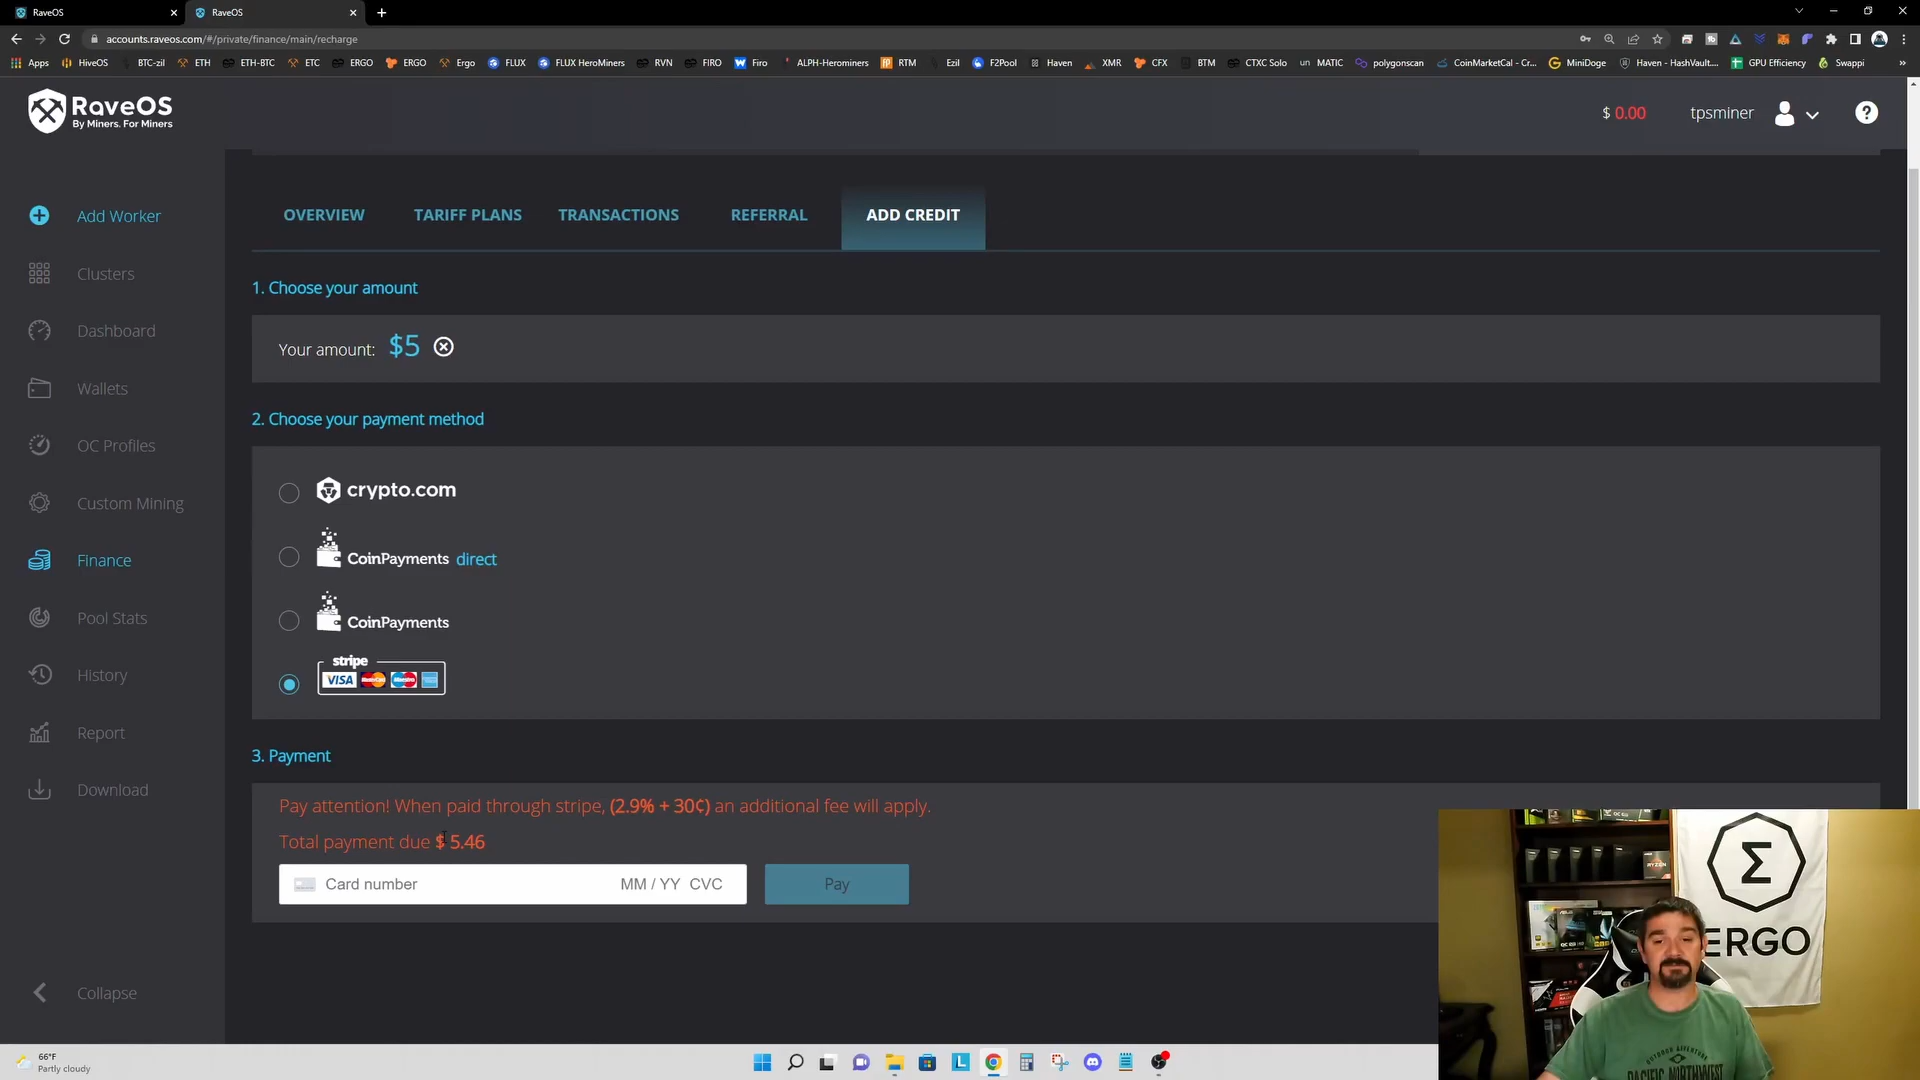 RaveOS
RaveOS
accounts.raveos.com/#/private/finance/main/recharge
Apps HiveOS BTC-zil ETH ETH-BTC ETC ERGO ERGO Ergo FLUX FLUX HeroMiners RVN FIRO Firo ALPH-Herominers RTM Ezil F2Pool Haven XMR CFX BTM CTXC Solo MATIC polygonscan CoinMarketCal - Cr... MiniDoge Haven - HashVault.... GPU Efficiency Swappi
RaveOS
By Miners. For Miners
$ 0.00 tpsminer
Add Worker
Clusters
Dashboard
Wallets
OC Profiles
Custom Mining
Finance
Pool Stats
History
Report
Download
Collapse
OVERVIEW TARIFF PLANS TRANSACTIONS REFERRAL ADD CREDIT
1. Choose your amount
Your amount: $5
2. Choose your payment method
crypto.com
CoinPayments direct
CoinPayments
stripe
VISA
3. Payment
Pay attention! When paid through stripe, (2.9% + 30¢) an additional fee will apply.
Total payment due $ 5.46
Card number MM / YY CVC Pay
Σ
ERGO
RYZEN
PACIFIC NORTHWEST
66°F
Partly cloudy